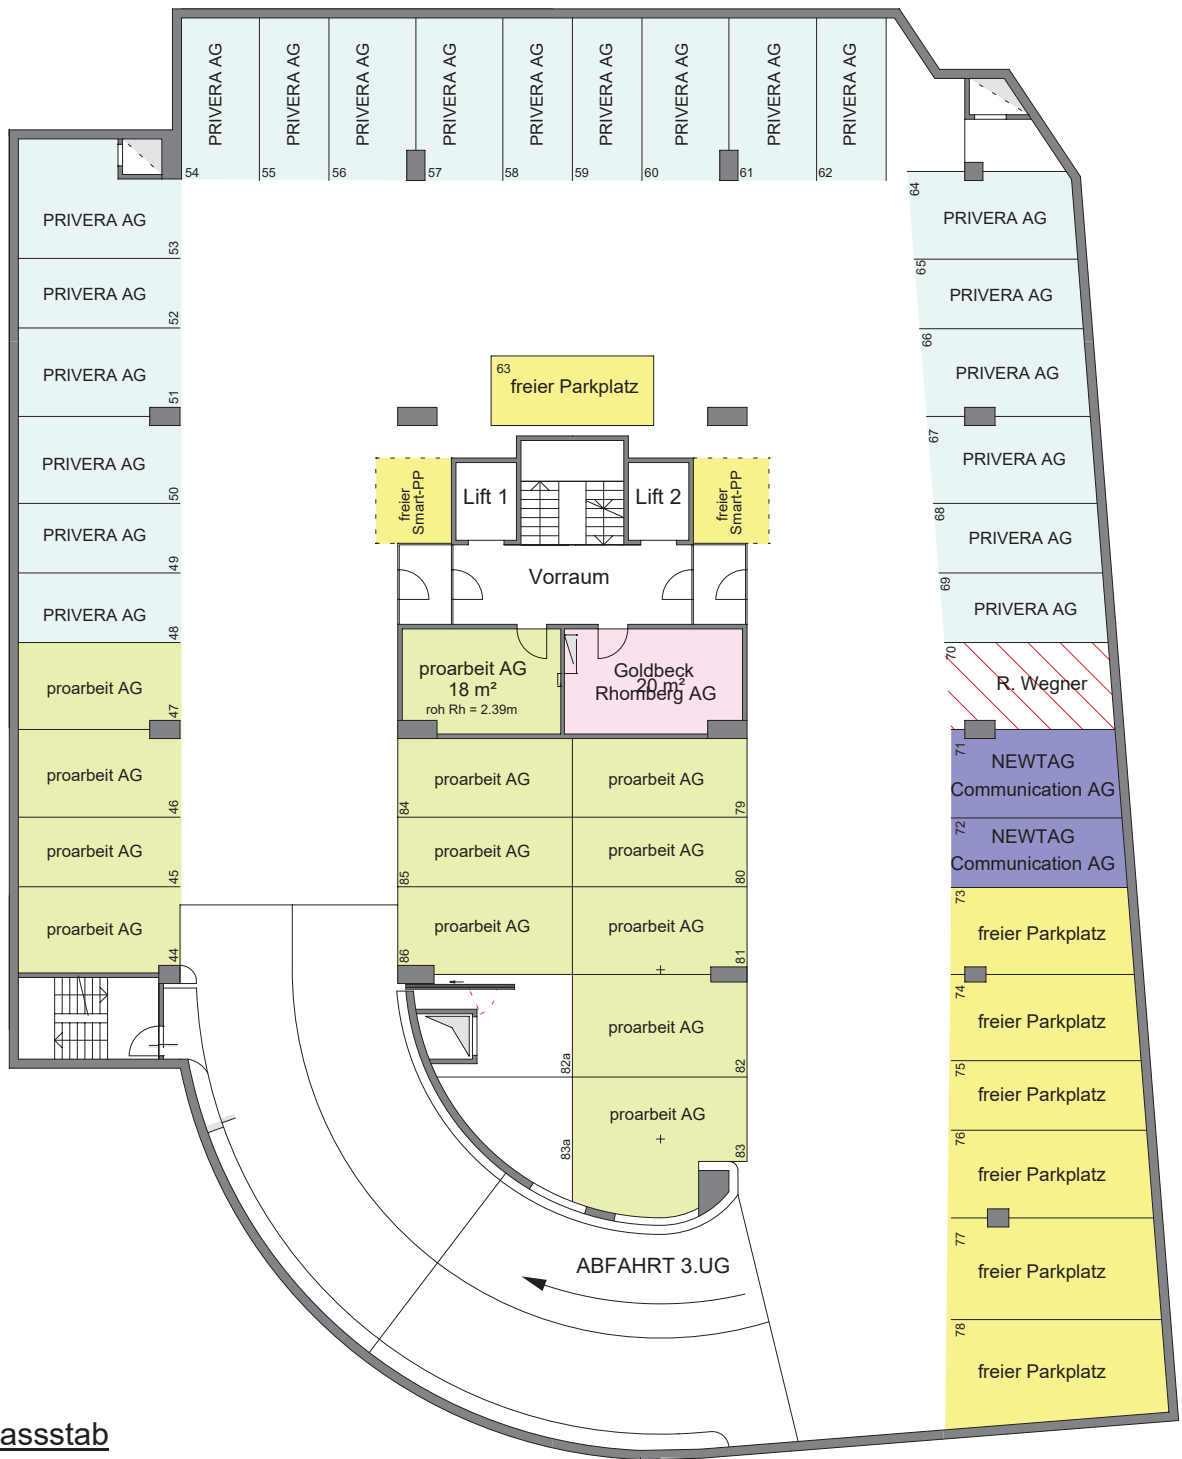 PRIVERA AG
PRIVERA AG
PRIVERA AG
PRIVERA AG
PRIVERA AG
PRIVERA AG
PRIVERA AG
PRIVERA AG
PRIVERA AG
54
55
56
57
58
59
60
61
62
PRIVERA AG
53
PRIVERA AG
52
PRIVERA AG
51
PRIVERA AG
50
PRIVERA AG
49
PRIVERA AG
48
proarbeit AG
47
proarbeit AG
46
proarbeit AG
45
proarbeit AG
44
63
freier Parkplatz
freier
Smart-PP
Lift 1
Lift 2
freier
Smart-PP
Vorraum
proarbeit AG
18 m²
roh Rh = 2.39m
Goldbeck
Rhomberg AG
20 m²
proarbeit AG
84
proarbeit AG
79
proarbeit AG
85
proarbeit AG
80
proarbeit AG
86
proarbeit AG
81
proarbeit AG
82a
82
proarbeit AG
83a
83
ABFAHRT 3.UG
64
PRIVERA AG
65
PRIVERA AG
66
PRIVERA AG
67
PRIVERA AG
68
PRIVERA AG
69
PRIVERA AG
70
R. Wegner
71
NEWTAG
Communication AG
72
NEWTAG
Communication AG
73
freier Parkplatz
74
freier Parkplatz
75
freier Parkplatz
76
freier Parkplatz
77
freier Parkplatz
78
freier Parkplatz
assstab